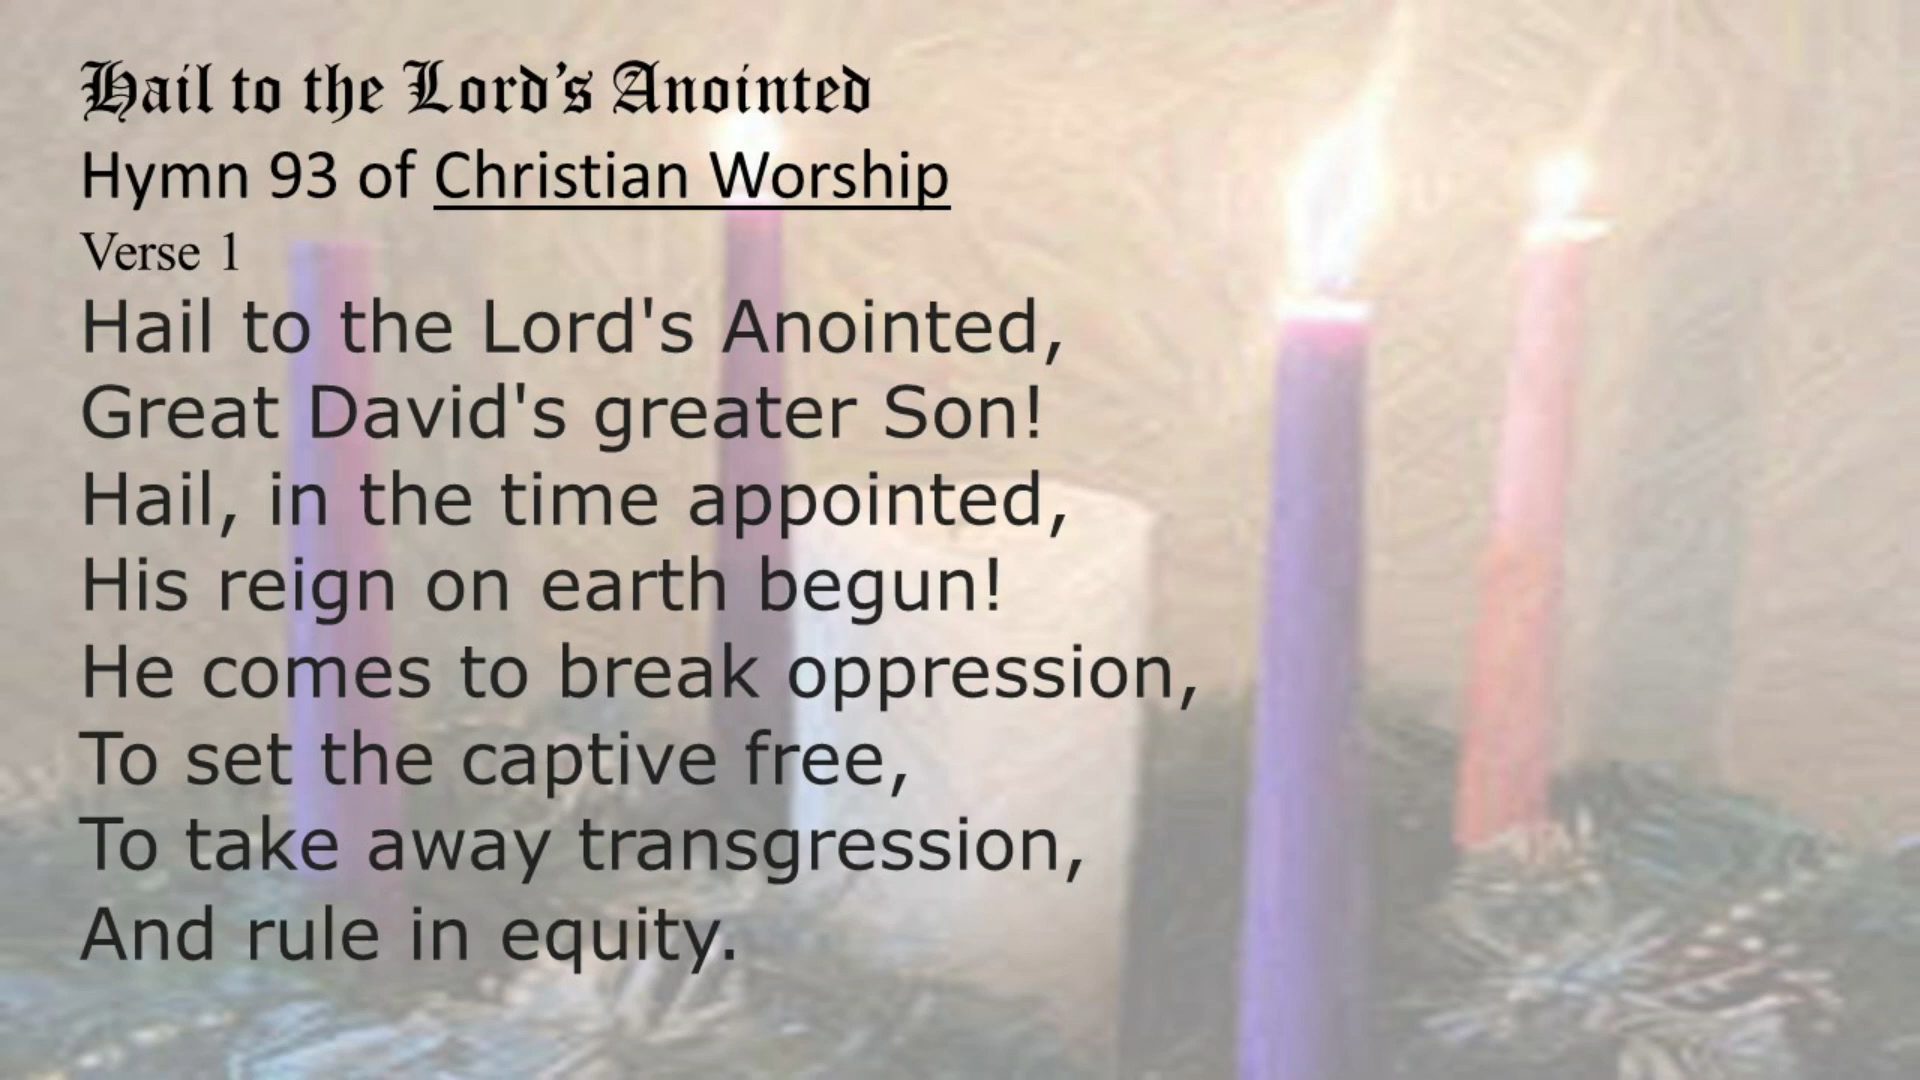 Hail to the Lord’s Anointed
Hymn 93 of Christian Worship
Verse 1
Hail to the Lord's Anointed,
Great David's greater Son!
Hail, in the time appointed,
His reign on earth begun!
He comes to break oppression,
To set the captive free,
To take away transgression,
And rule in equity.